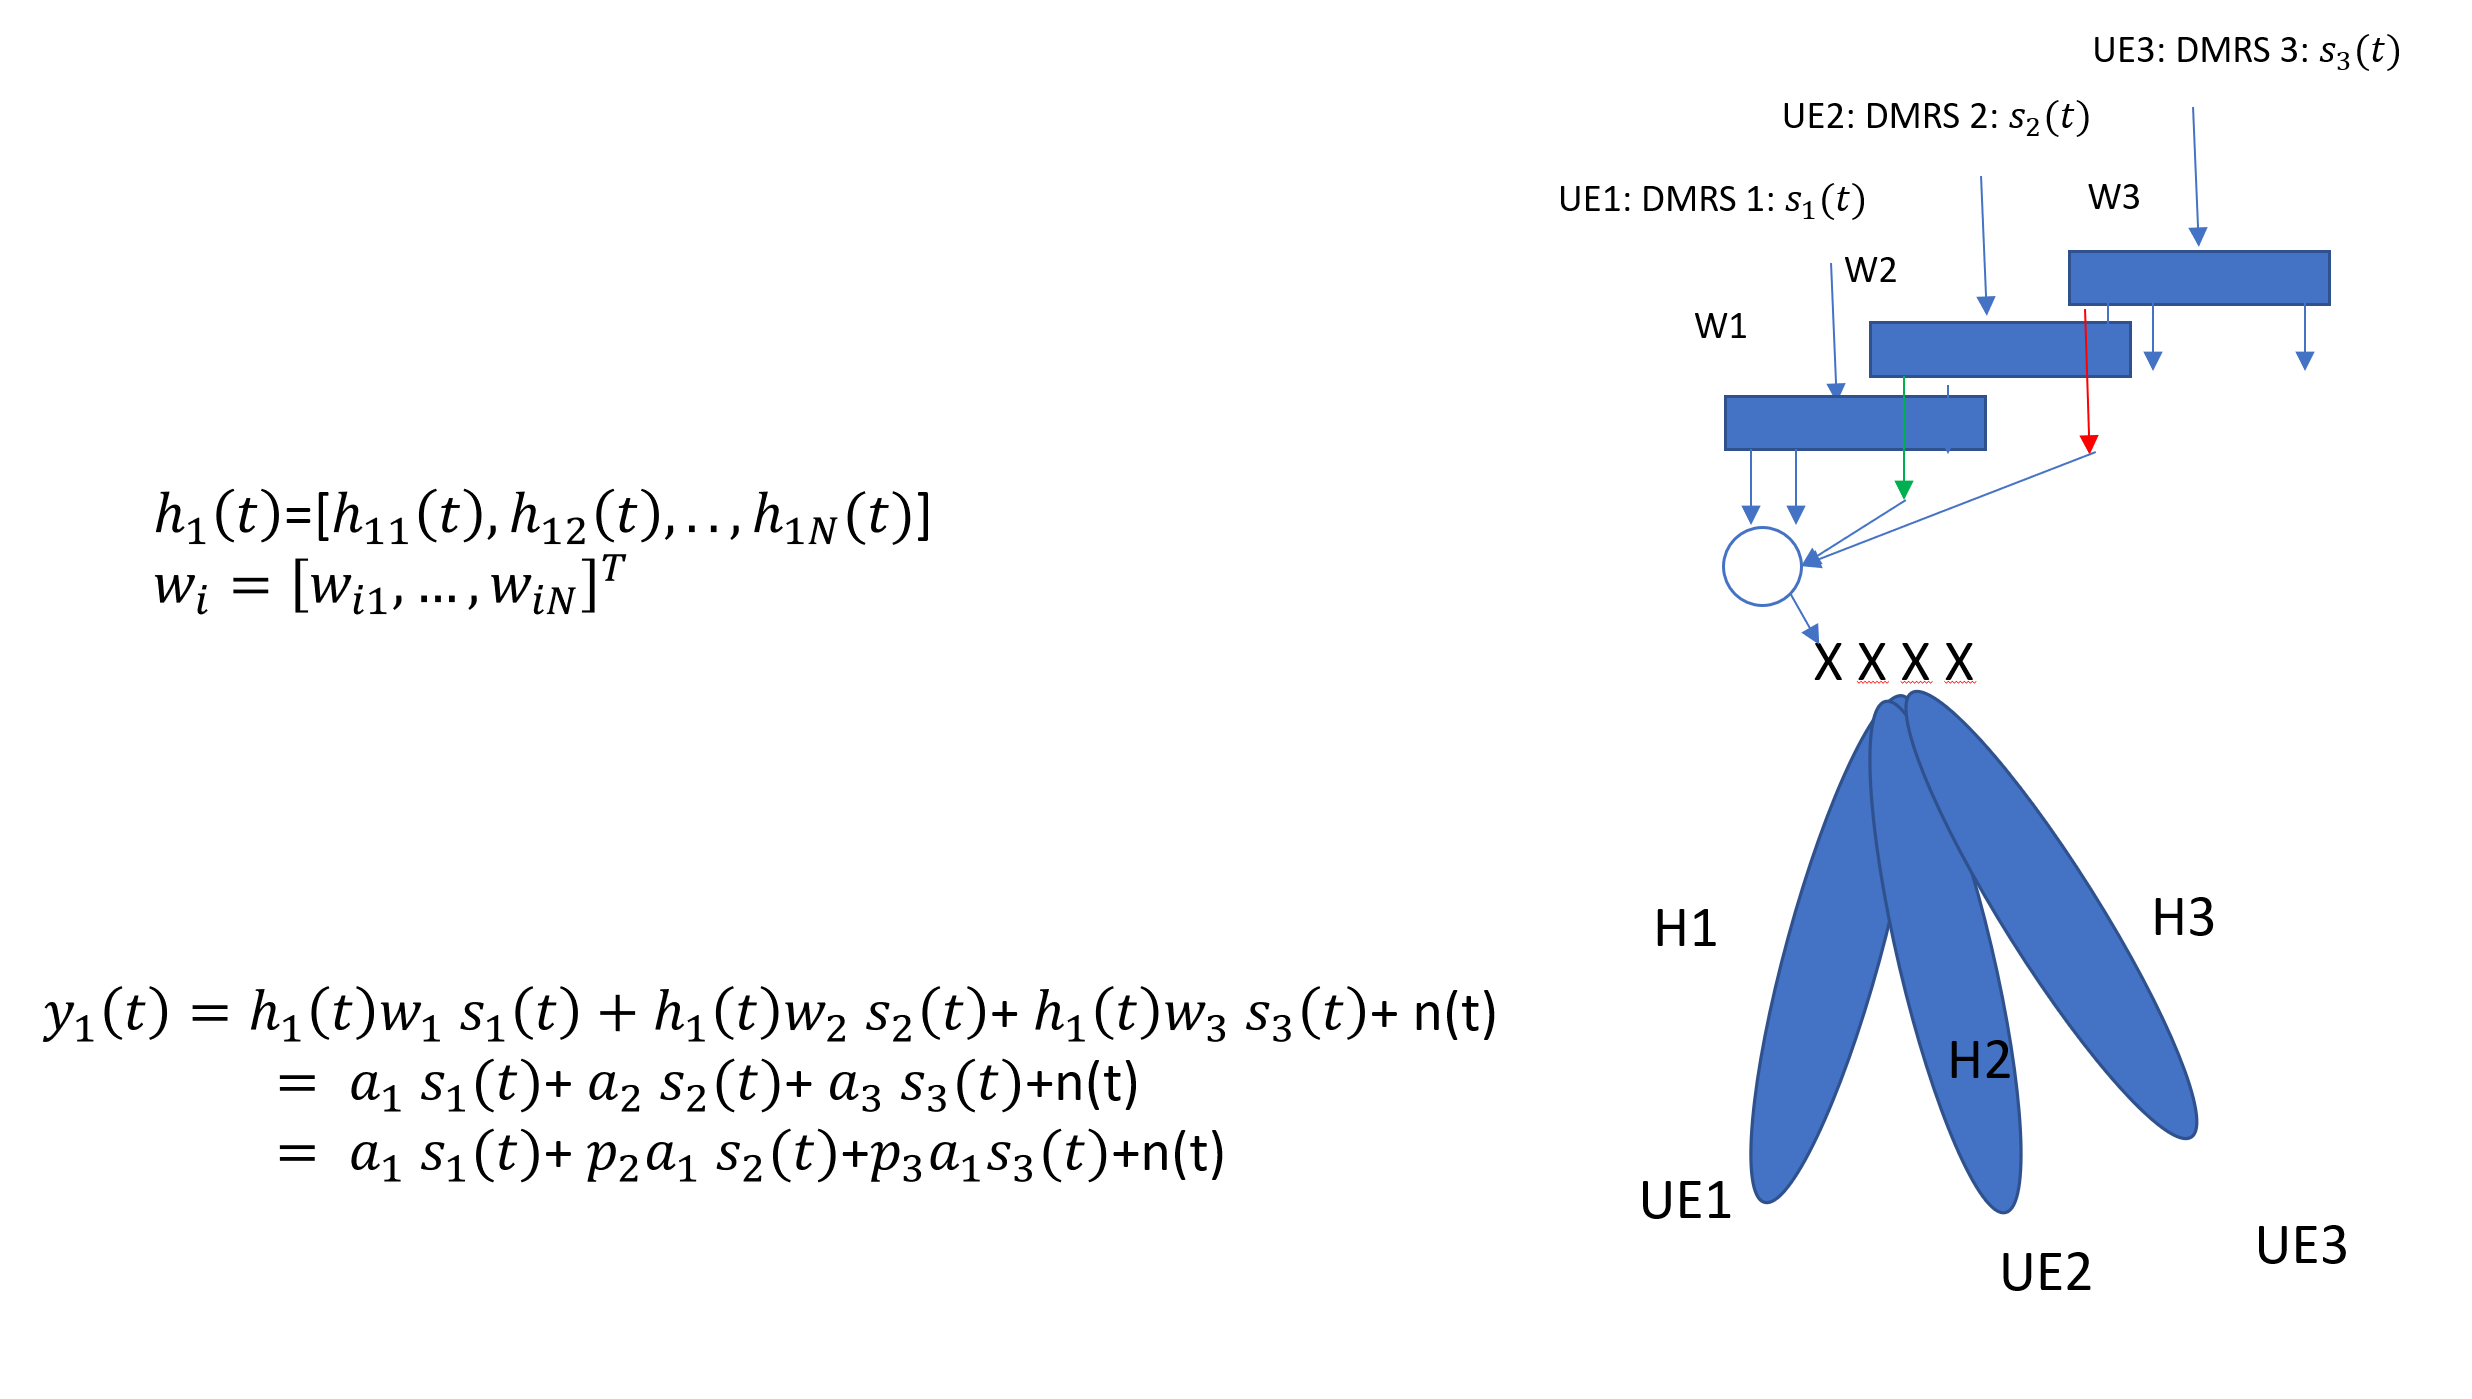 UE3: DMRS 3: s₃(t)
UE2: DMRS 2: s₂(t)
UE1: DMRS 1: s₁(t)
W3
W2
W1
h₁(t)=[h₁₁(t), h₁₂(t), . . , h₁N(t)]
wᵢ = [wᵢ₁, … , wᵢN]ᵀ
X X X X
H1
H3
H2
y₁(t) = h₁(t)w₁ s₁(t) + h₁(t)w₂ s₂(t)+ h₁(t)w₃ s₃(t)+ n(t)
= a₁ s₁(t)+ a₂ s₂(t)+ a₃ s₃(t)+n(t)
= a₁ s₁(t)+ p₂a₁ s₂(t)+p₃a₁s₃(t)+n(t)
UE1
UE2
UE3